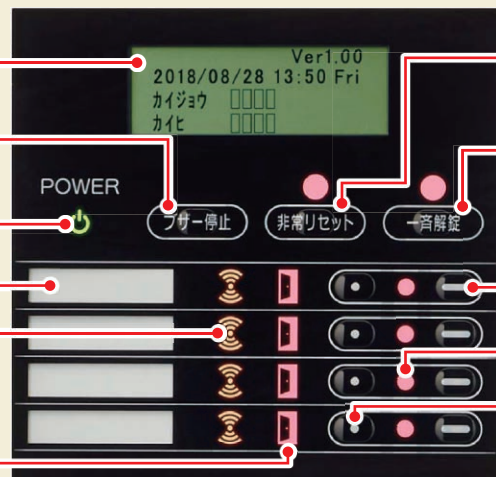 Ver1.00
2018/08/28 13:50 Fri
カイジョウ
カイヒ
POWER
ブザー停止
非常リセット
一斉解錠